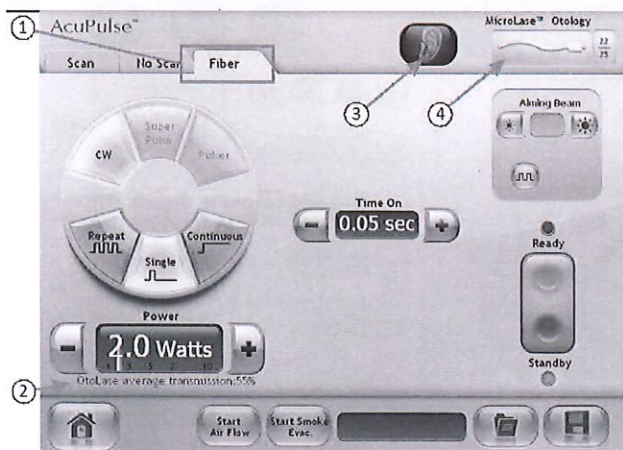 1
AcuPulse™
MicroLase™ Otology
22
25
Scan
No Scan
Fiber
3
4
Super
Pulse
CW
Pulser
Aiming Beam
Time On
- 0.05 sec +
Repeat
Continuous
Single
Ready
Power
- 2.0 Watts +
Standby
2
OtoLase average transmission:55%
Start
Air Flow
Start Smoke
Evac.